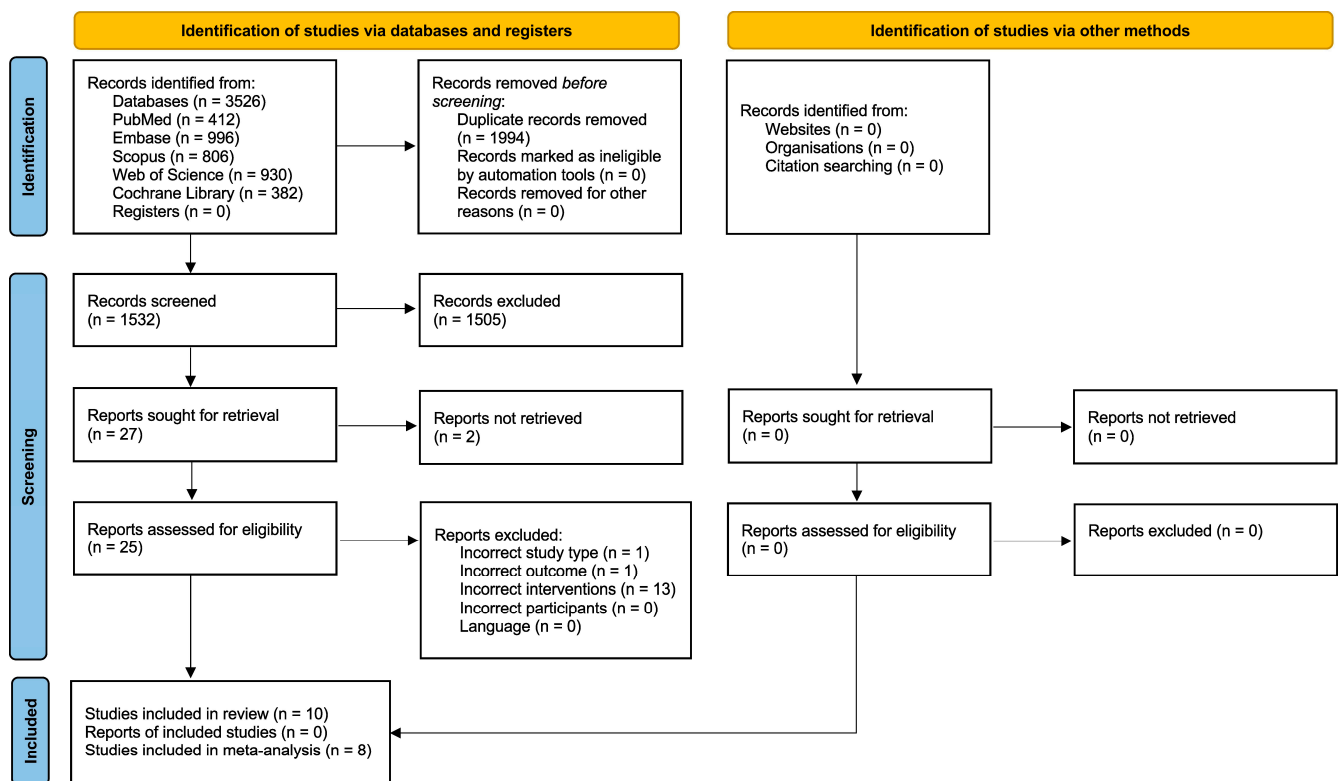 Identification of studies via databases and registers
Identification of studies via other methods
Identification
Records identified from:
Databases (n = 3526)
PubMed (n = 412)
Embase (n = 996)
Scopus (n = 806)
Web of Science (n = 930)
Cochrane Library (n = 382)
Registers (n = 0)
Records removed before
screening:
Duplicate records removed
(n = 1994)
Records marked as ineligible
by automation tools (n = 0)
Records removed for other
reasons (n = 0)
Records identified from:
Websites (n = 0)
Organisations (n = 0)
Citation searching (n = 0)
Screening
Records screened
(n = 1532)
Records excluded
(n = 1505)
Reports sought for retrieval
(n = 27)
Reports not retrieved
(n = 2)
Reports sought for retrieval
(n = 0)
Reports not retrieved
(n = 0)
Reports assessed for eligibility
(n = 25)
Reports excluded:
Incorrect study type (n = 1)
Incorrect outcome (n = 1)
Incorrect interventions (n = 13)
Incorrect participants (n = 0)
Language (n = 0)
Reports assessed for eligibility
(n = 0)
Reports excluded (n = 0)
Included
Studies included in review (n = 10)
Reports of included studies (n = 0)
Studies included in meta-analysis (n = 8)